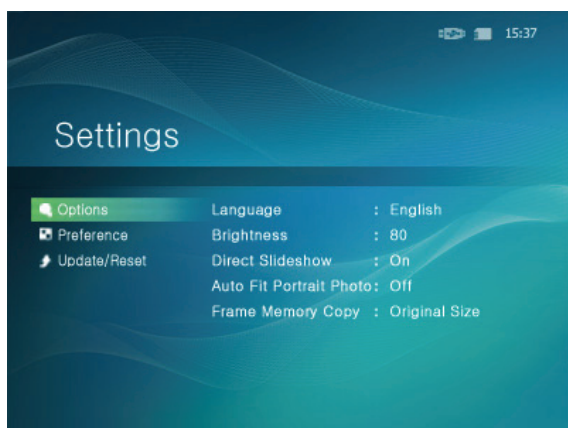 15:37
Settings
Options
Preference
Update/Reset
Language : English
Brightness : 80
Direct Slideshow : On
Auto Fit Portrait Photo: Off
Frame Memory Copy : Original Size